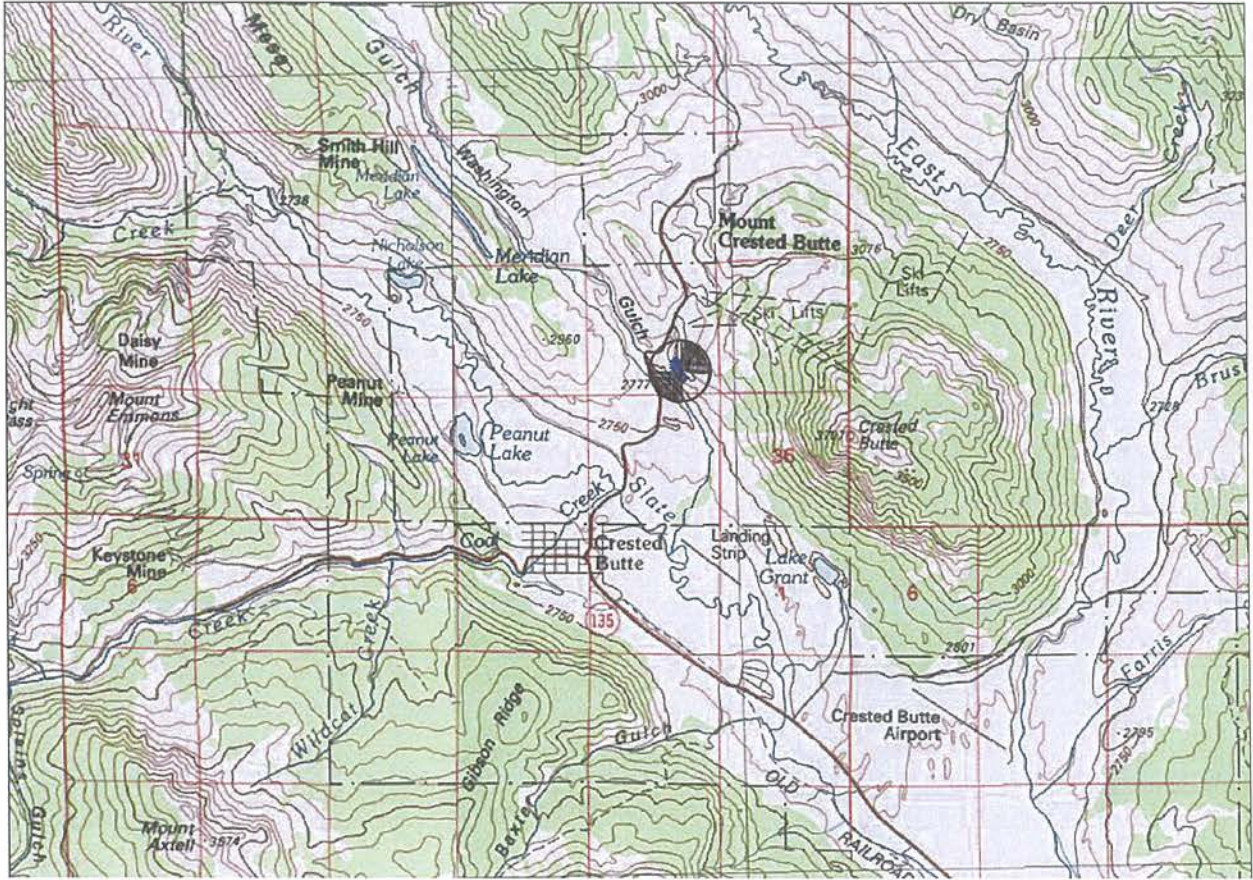 River
Mesa
Gulch
Dry Basin
3000
3000
Creek
East
Smith Hill
Mine
Meridian
Lake
Washington
2738
Creek
Nicholson
Lake
Meridian
Lake
Mount
Crested Butte
3076
2750
Deer
Ski
Lifts
River
Gulch
Ski Lifts
2750
2960
Daisy
Mine
Mount
Emmons
Peanut
Mine
2777
2728
Peanut
Lake
Peanut
Lake
2750
Crested
Butte
31
36
3500
Creek
Slate
Coal
Crested
Butte
Landing
Strip
Lake
Grant
1
6
3000
3250
Keystone
Mine
6
Creek
Creek
2750
135
2801
Farris
Wildcat
Gibson Ridge
Gulch
Crested Butte
Airport
2795
2750
Splains
Gulch
Baxter
OLD
RAILROAD
Mount
Axtell
3574